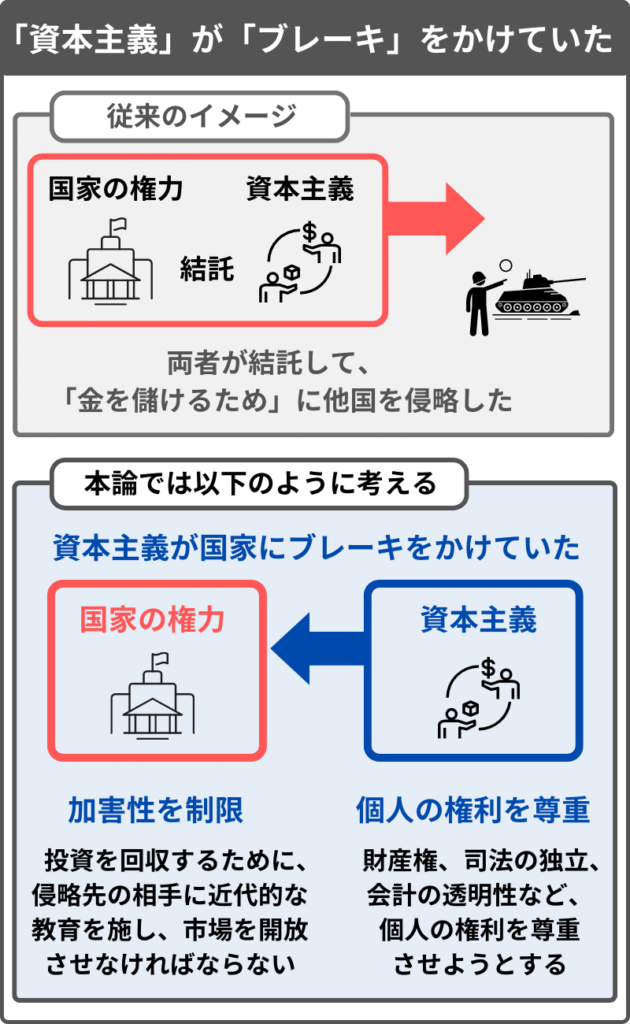 「資本主義」が「ブレーキ」をかけていた
従来のイメージ
国家の権力
資本主義
結託
両者が結託して、
「金を儲けるため」に他国を侵略した
本論では以下のように考える
資本主義が国家にブレーキをかけていた
国家の権力
資本主義
加害性を制限
投資を回収するために、
侵略先の相手に近代的な
教育を施し、市場を開放
させなければならない
個人の権利を尊重
財産権、司法の独立、
会計の透明性など、
個人の権利を尊重
させようとする